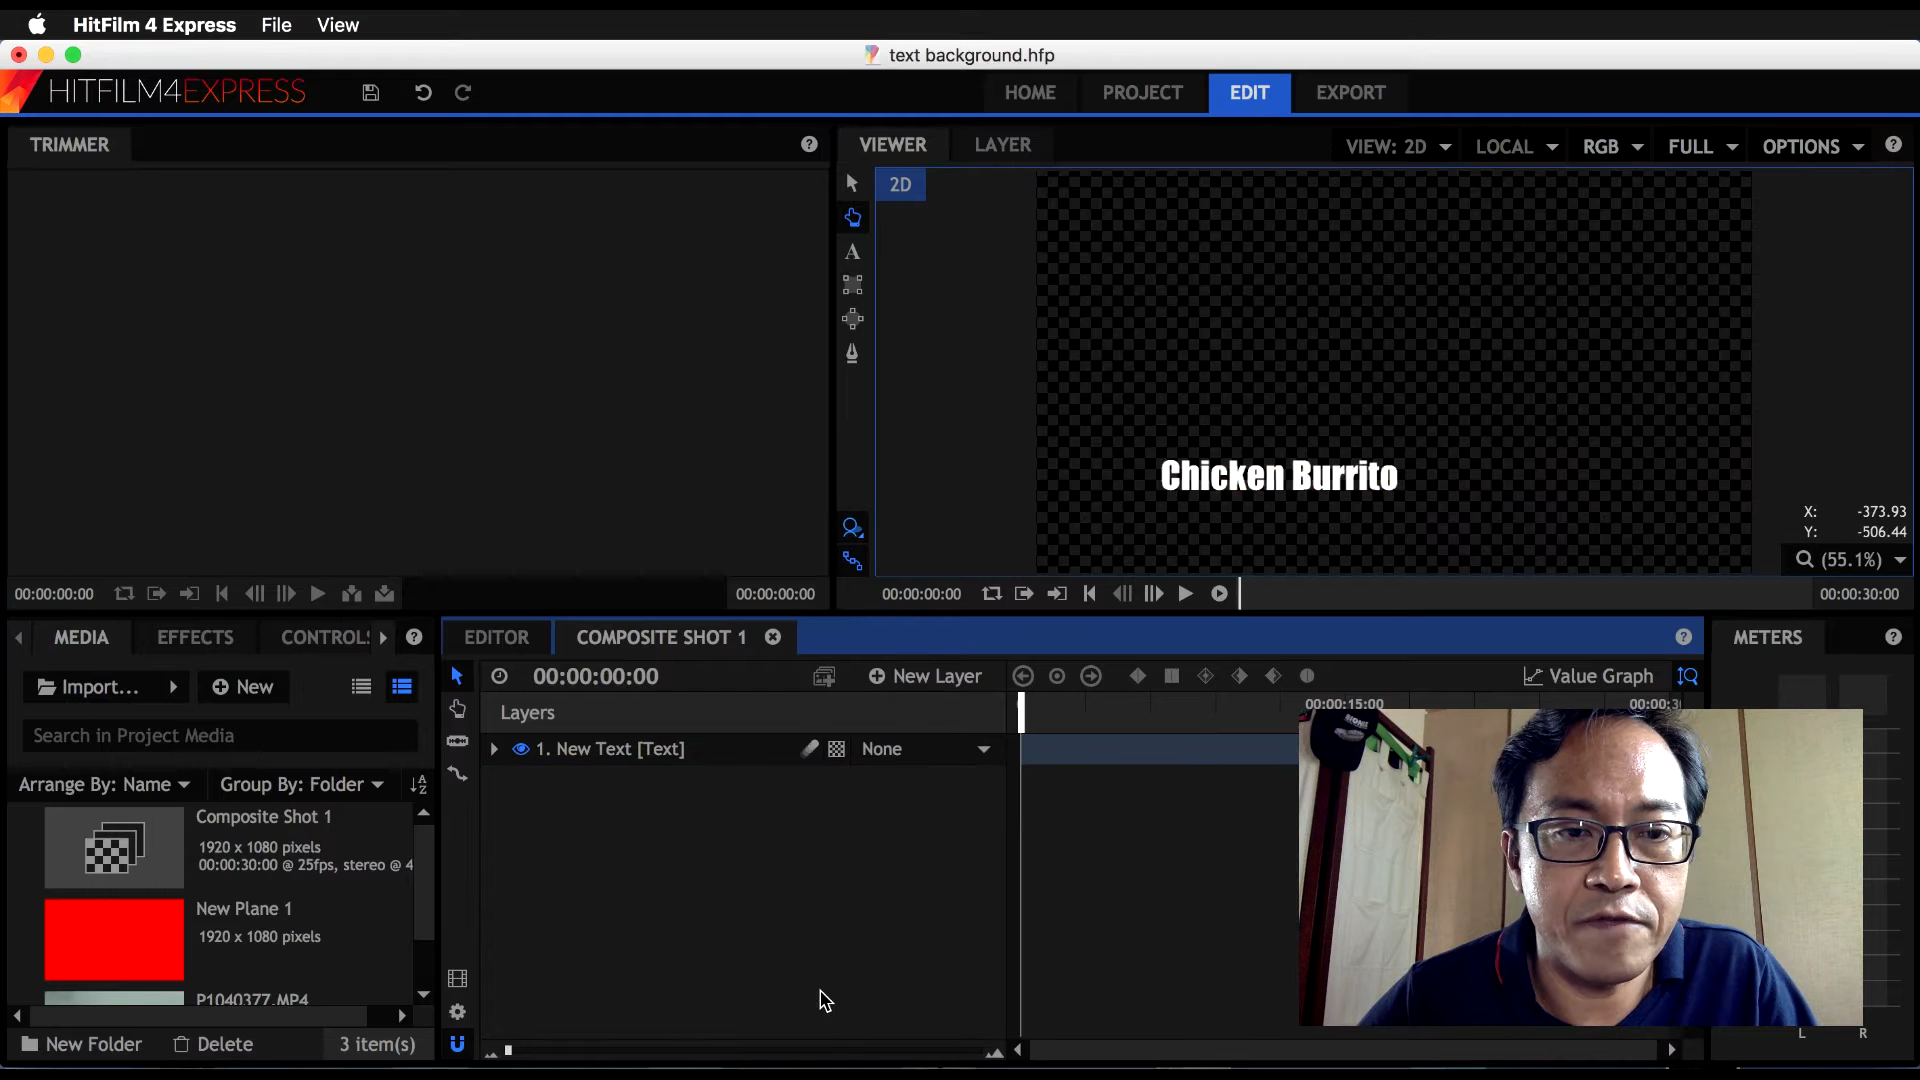 HitFilm 4 Express File View
text background.hfp
HITFILM4EXPRESS
HOME PROJECT EDIT EXPORT
TRIMMER
VIEWER LAYER VIEW: 2D LOCAL RGB FULL OPTIONS
2D
A
Chicken Burrito
X: -373.93
Y: -506.44
(55.1%)
00:00:00:00 00:00:00:00
00:00:00:00 00:00:30:00
MEDIA EFFECTS CONTROLS
EDITOR COMPOSITE SHOT 1
METERS
Import... New
00:00:00:00 New Layer Value Graph
Layers
00:00:15:00 00:00:3
Search in Project Media
1. New Text [Text] None
Arrange By: Name Group By: Folder
Composite Shot 1
1920 x 1080 pixels
00:00:30:00 @ 25fps, stereo @ 4
New Plane 1
1920 x 1080 pixels
P1040377.MP4
New Folder Delete 3 item(s)
L R